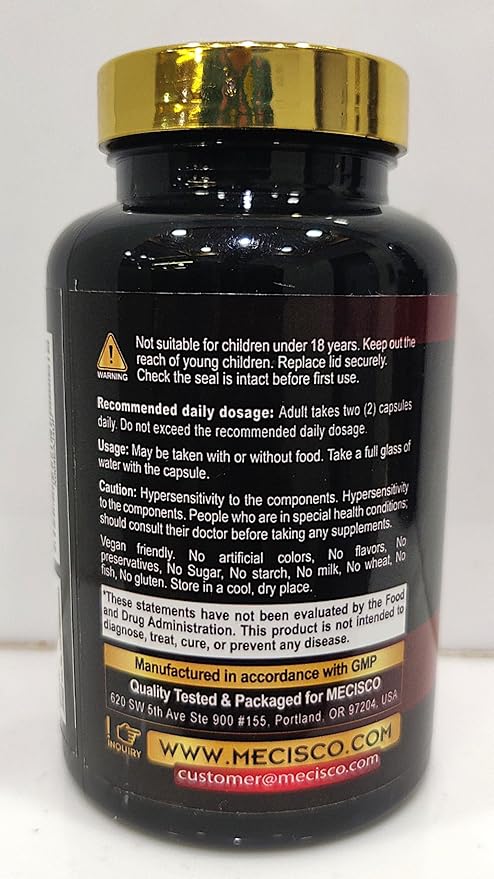 WARNING
Not suitable for children under 18 years. Keep out the
reach of young children. Replace lid securely.
Check the seal is intact before first use.
Recommended daily dosage: Adult takes two (2) capsules
daily. Do not exceed the recommended daily dosage.
Usage: May be taken with or without food. Take a full glass of
water with the capsule.
Caution: Hypersensitivity to the components. Hypersensitivity
to the components. People who are in special health conditions;
should consult their doctor before taking any supplements.
Vegan friendly. No artificial colors, No flavors, No
preservatives, No Sugar, No starch, No milk, No wheat, No
fish, No gluten. Store in a cool, dry place.
*These statements have not been evaluated by the Food
and Drug Administration. This product is not intended to
diagnose, treat, cure, or prevent any disease.
Manufactured in accordance with GMP
Quality Tested & Packaged for MECISCO
620 SW 5th Ave Ste 900 #155, Portland, OR 97204, USA
INQUIRY
WWW.MECISCO.COM
customer@mecisco.com